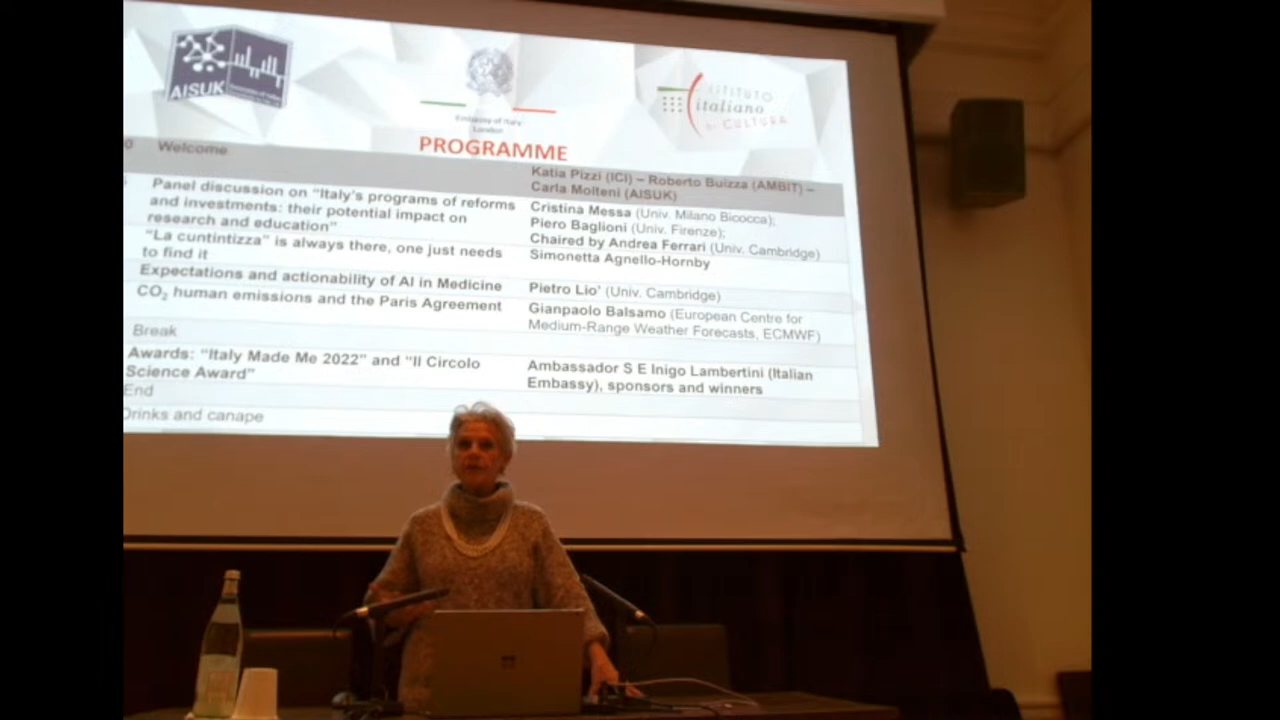 AISUK
Embassy of Italy
London
ISTITUTO
italiano
DI CULTURA
PROGRAMME
0 Welcome
Katia Pizzi (ICI) – Roberto Buizza (AMBIT) –
Carla Molteni (AISUK)
Panel discussion on “Italy’s programs of reforms
and investments: their potential impact on
research and education”
Cristina Messa (Univ. Milano Bicocca);
Piero Baglioni (Univ. Firenze);
Chaired by Andrea Ferrari (Univ. Cambridge)
“La cuntintizza” is always there, one just needs
to find it
Simonetta Agnello-Hornby
Expectations and actionability of AI in Medicine
Pietro Lio’ (Univ. Cambridge)
CO₂ human emissions and the Paris Agreement
Gianpaolo Balsamo (European Centre for
Medium-Range Weather Forecasts, ECMWF)
Break
Awards: “Italy Made Me 2022” and “Il Circolo
Science Award”
Ambassador S E Inigo Lambertini (Italian
Embassy), sponsors and winners
End
Drinks and canape